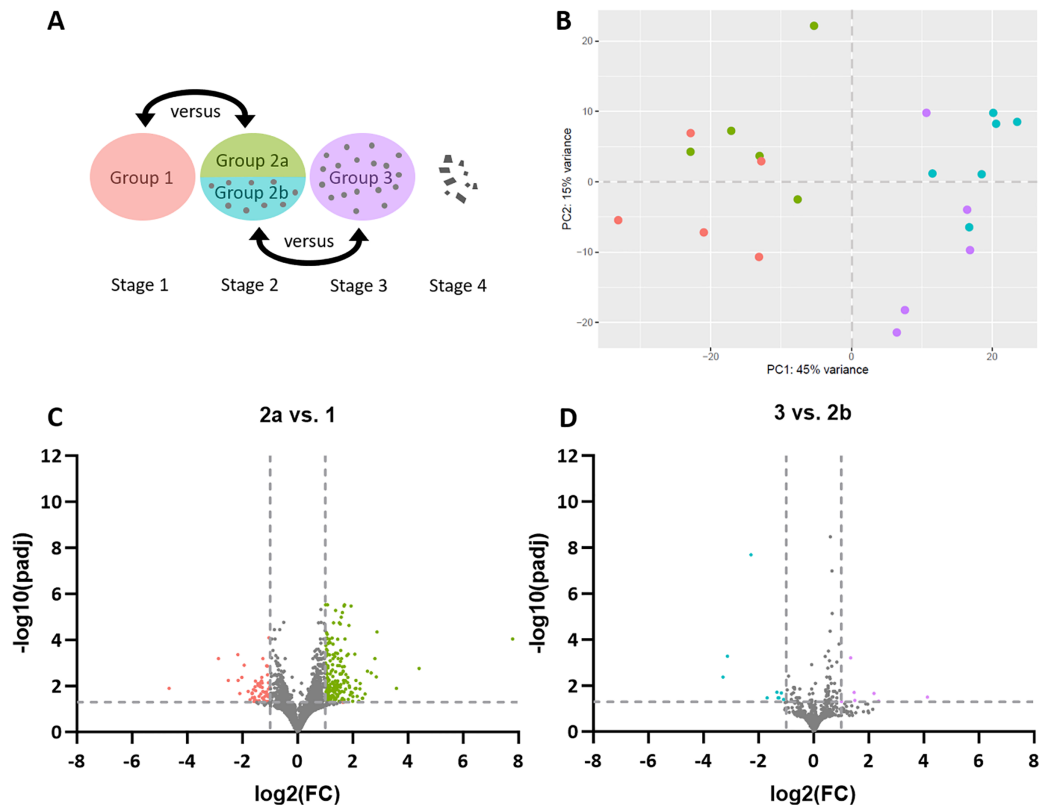 A
versus
Group 1
Group 2a
Group 2b
Group 3
versus
Stage 1
Stage 2
Stage 3
Stage 4
B
PC2: 15% variance
20
10
0
−10
−20
−20
0
20
PC1: 45% variance
C
2a vs. 1
-log10(padj)
12
10
8
6
4
2
0
-8
-6
-4
-2
0
2
4
6
8
log2(FC)
D
3 vs. 2b
-log10(padj)
12
10
8
6
4
2
0
-8
-6
-4
-2
0
2
4
6
8
log2(FC)